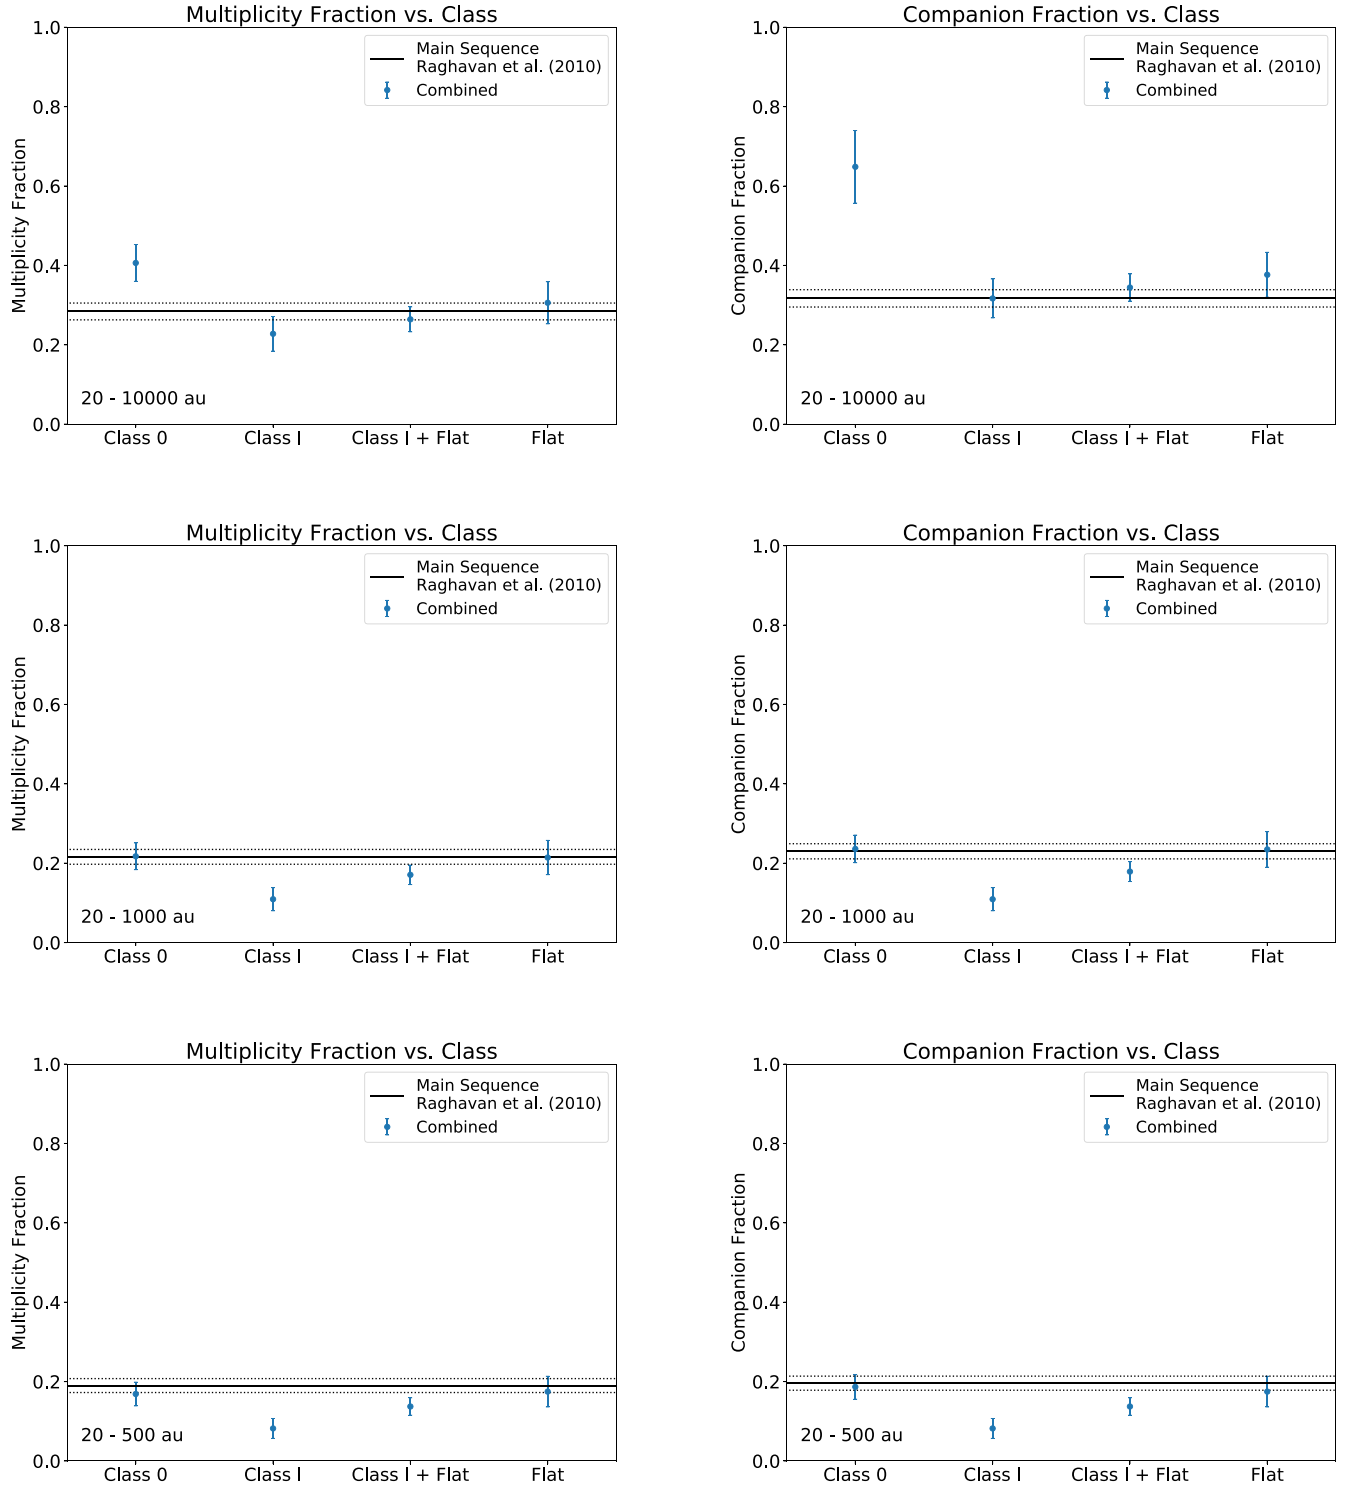 Multiplicity Fraction vs. Class
1.0
0.8
0.6
0.4
0.2
0.0
Multiplicity Fraction
Main Sequence
Raghavan et al. (2010)
Combined
20 - 10000 au
Class 0
Class I
Class I + Flat
Flat
Companion Fraction vs. Class
1.0
0.8
0.6
0.4
0.2
0.0
Companion Fraction
Main Sequence
Raghavan et al. (2010)
Combined
20 - 10000 au
Class 0
Class I
Class I + Flat
Flat
Multiplicity Fraction vs. Class
1.0
0.8
0.6
0.4
0.2
0.0
Multiplicity Fraction
Main Sequence
Raghavan et al. (2010)
Combined
20 - 1000 au
Class 0
Class I
Class I + Flat
Flat
Companion Fraction vs. Class
1.0
0.8
0.6
0.4
0.2
0.0
Companion Fraction
Main Sequence
Raghavan et al. (2010)
Combined
20 - 1000 au
Class 0
Class I
Class I + Flat
Flat
Multiplicity Fraction vs. Class
1.0
0.8
0.6
0.4
0.2
0.0
Multiplicity Fraction
Main Sequence
Raghavan et al. (2010)
Combined
20 - 500 au
Class 0
Class I
Class I + Flat
Flat
Companion Fraction vs. Class
1.0
0.8
0.6
0.4
0.2
0.0
Companion Fraction
Main Sequence
Raghavan et al. (2010)
Combined
20 - 500 au
Class 0
Class I
Class I + Flat
Flat